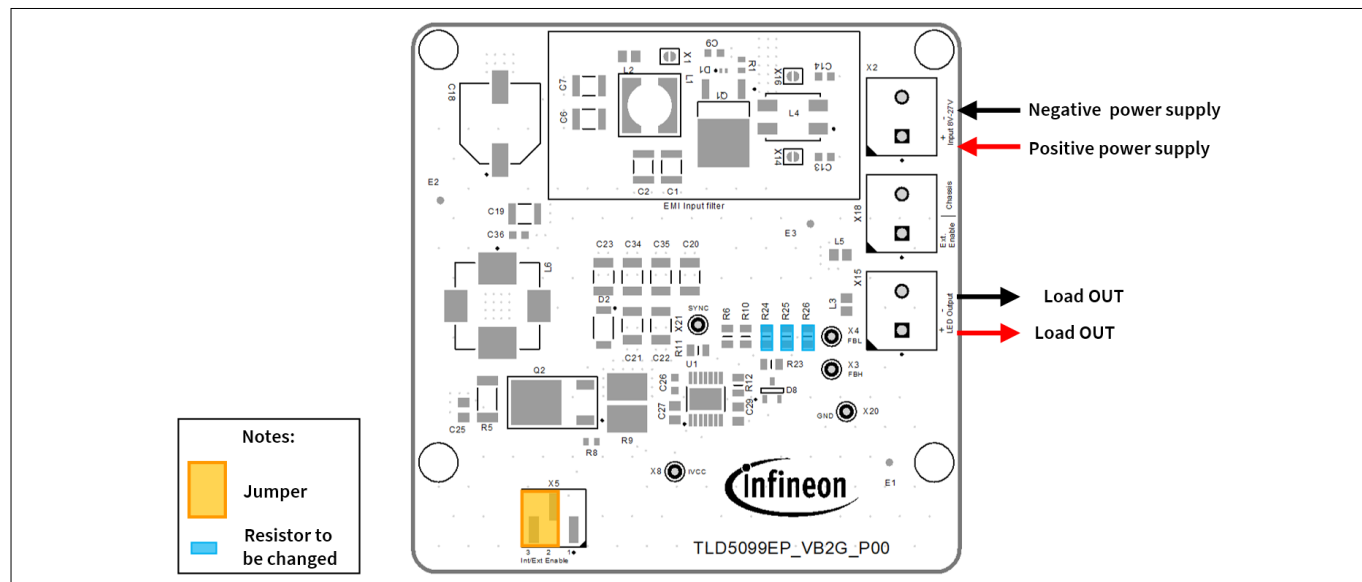 C18
C7
C6
L2
X1
L1
C9
D1
R1
Q1
X16
C14
L4
X14
C13
C2
C1
EMI Input filter
X2
-
+
Input 8V-27V
Negative power supply
Positive power supply
E2
C19
C36
E3
L5
X18
Chassis
Ext.
Enable
L6
C23
C34
C35
C20
D2
C21
C22
X21
SYNC
R11
R6
R10
R24
R25
R26
L3
X15
-
+
LED Output
Load OUT
Load OUT
X4
FBL
X3
FBH
R23
U1
Q2
C26
C27
R12
C29
D8
GND
X20
C25
R5
R9
R8
X8
IVCC
E1
X5
3 2 1
Int/Ext Enable
infineon
TLD5099EP_VB2G_P00
Notes:
Jumper
Resistor to
be changed